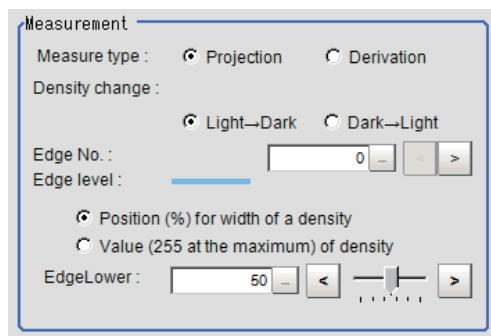 Measurement
Measure type : Projection Derivation
Density change :
Light→Dark Dark→Light
Edge No. : 0 ... < >
Edge level :
Position (%) for width of a density
Value (255 at the maximum) of density
EdgeLower : 50 ... < >